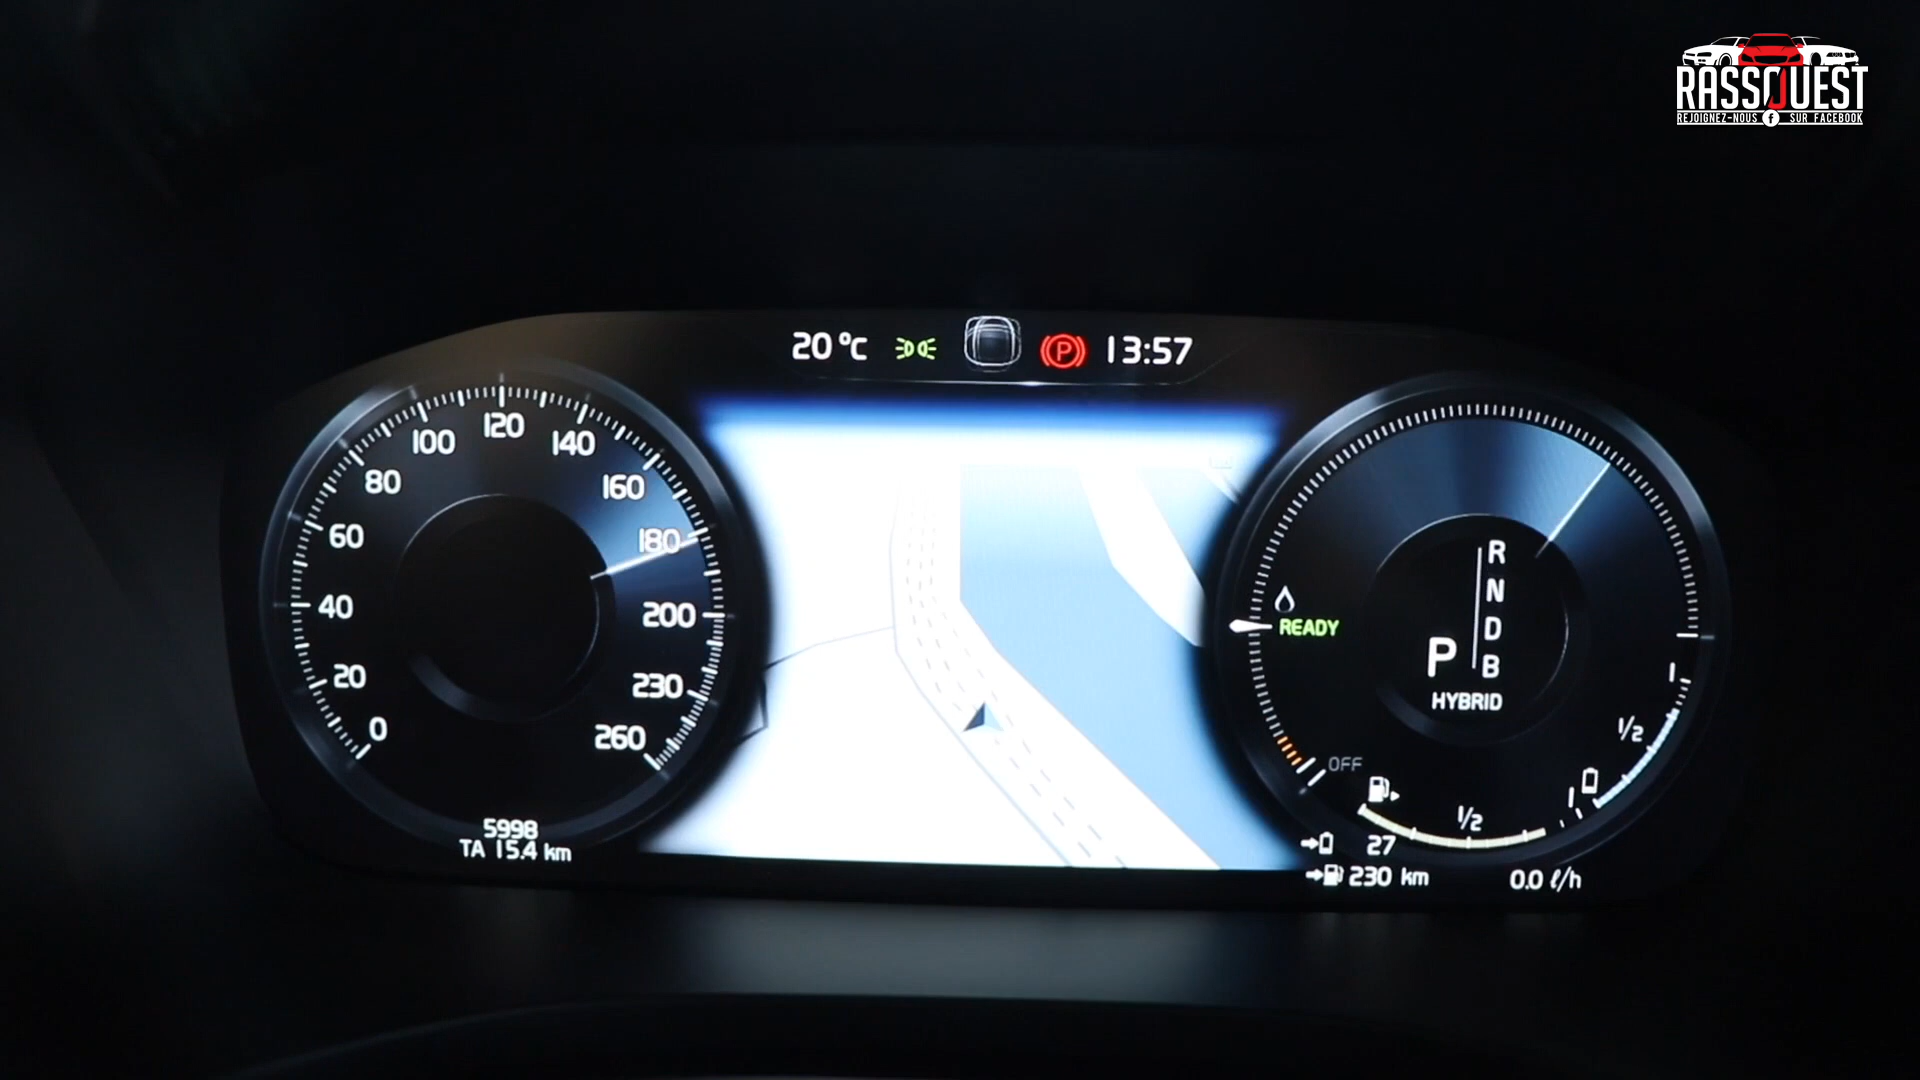 RASSOUEST
REJOIGNEZ-NOUS f SUR FACEBOOK
20 °C P 13:57
0
20
40
60
80
100
120
140
160
180
200
230
260
5998
TA 15.4 km
READY
OFF
R
N
D
B
P
HYBRID
1
1/2
1/2
1
27
230 km
0.0 ℓ/h